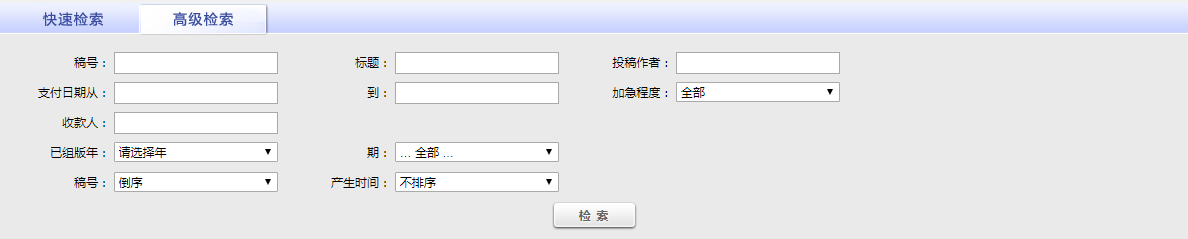 快速检索 高级检索
稿号： 标题： 投稿作者：
支付日期从： 到： 加急程度： 全部
收款人：
已组版年： 请选择年 期： ... 全部 ...
稿号： 倒序 产生时间： 不排序
检 索